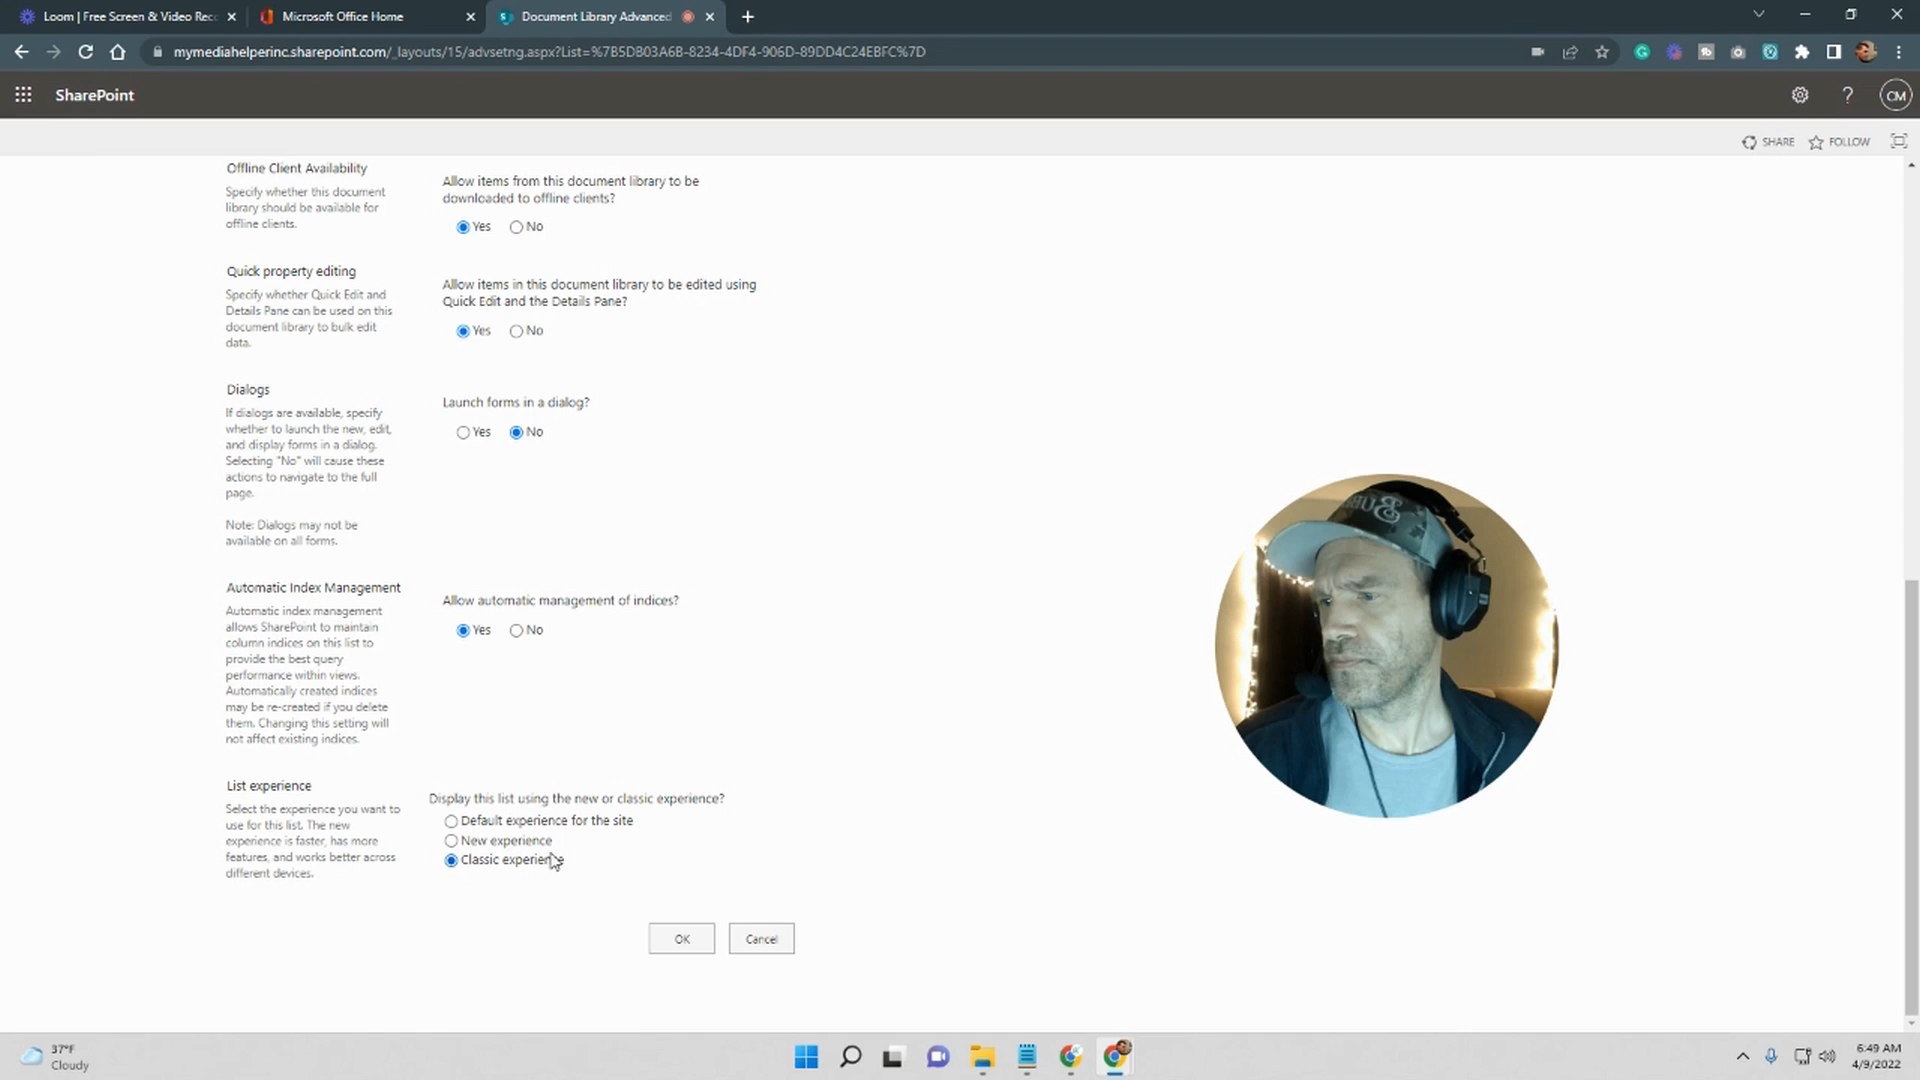 Loom | Free Screen & Video Rec
Microsoft Office Home
Document Library Advanced
mymediahelperinc.sharepoint.com/_layouts/15/advsetng.aspx?List=%7B5DB03A6B-8234-4DF4-906D-89DD4C24EBFC%7D
SharePoint
CM
SHARE
FOLLOW
Offline Client Availability
Specify whether this document
library should be available for
offline clients.
Allow items from this document library to be
downloaded to offline clients?
Yes No
Quick property editing
Specify whether Quick Edit and
Details Pane can be used on this
document library to bulk edit
data.
Allow items in this document library to be edited using
Quick Edit and the Details Pane?
Yes No
Dialogs
If dialogs are available, specify
whether to launch the new, edit,
and display forms in a dialog.
Selecting "No" will cause these
actions to navigate to the full
page.
Note: Dialogs may not be
available on all forms.
Launch forms in a dialog?
Yes No
Automatic Index Management
Automatic index management
allows SharePoint to maintain
column indices on this list to
provide the best query
performance within views.
Automatically created indices
may be re-created if you delete
them. Changing this setting will
not affect existing indices.
Allow automatic management of indices?
Yes No
List experience
Select the experience you want to
use for this list. The new
experience is faster, has more
features, and works better across
different devices.
Display this list using the new or classic experience?
Default experience for the site
New experience
Classic experience
OK Cancel
37°F
Cloudy
6:49 AM
4/9/2022